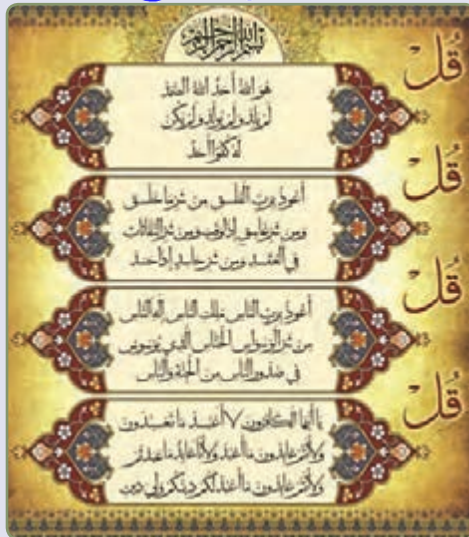 بسم الله الرحمن الرحيم
قل
هو الله أحد الله الصمد
لم يلد ولم يولد ولم يكن
له كفوا أحد
قل
أعوذ برب الفلق من شر ما خلق
ومن شر غاسق إذا وقب ومن شر النفاثات
في العقد ومن شر حاسد إذا حسد
قل
أعوذ برب الناس ملك الناس إله الناس
من شر الوسواس الخناس الذي يوسوس
في صدور الناس من الجنة والناس
قل
يا أيها الكافرون لا أعبد ما تعبدون
ولا أنتم عابدون ما أعبد ولا أنا عابد ما عبدتم
ولا أنتم عابدون ما أعبد لكم دينكم ولي دين